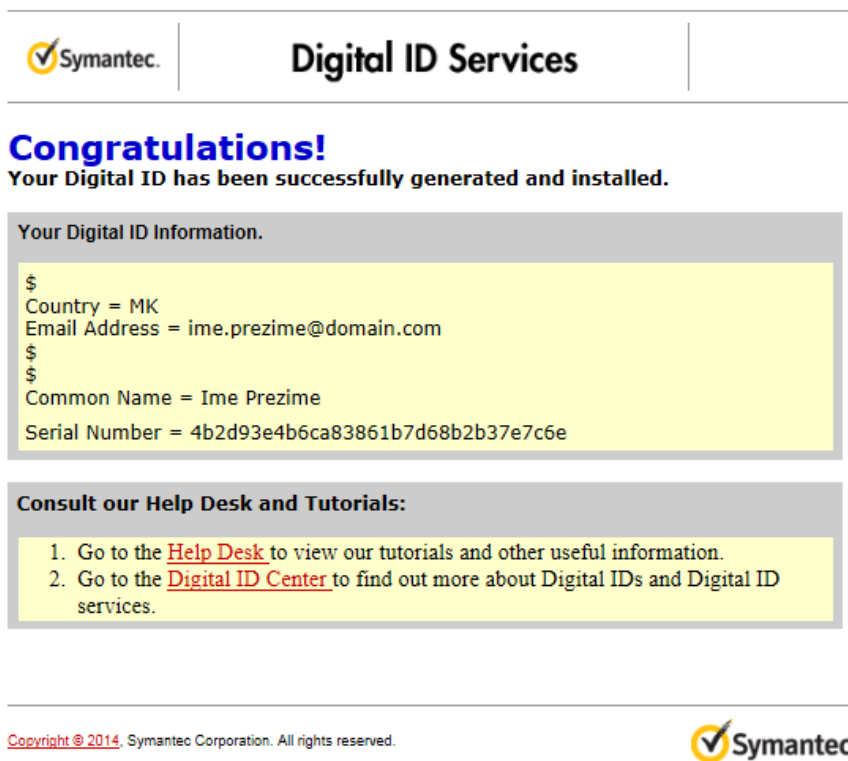 Symantec.
Digital ID Services
Congratulations!
Your Digital ID has been successfully generated and installed.
Your Digital ID Information.
$
Country = MK
Email Address = ime.prezime@domain.com
$
$
Common Name = Ime Prezime
Serial Number = 4b2d93e4b6ca83861b7d68b2b37e7c6e
Consult our Help Desk and Tutorials:
1. Go to the Help Desk to view our tutorials and other useful information.
2. Go to the Digital ID Center to find out more about Digital IDs and Digital ID
services.
Copyright © 2014, Symantec Corporation. All rights reserved.
Symantec